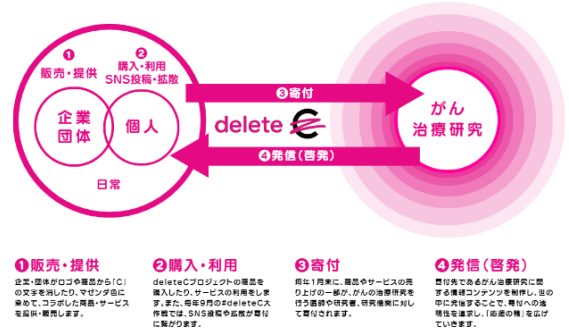 ❶
販売・提供
❷
購入・利用
SNS投稿・拡散
企業
団体
個人
日常
❸寄付
delete C
❹発信(啓発)
がん
治療研究
❶販売・提供
企業・団体がロゴや商品から「C」
の文字を消したり、マゼンタ色に
染めて、コラボした商品・サービス
を提供・販売します。
❷購入・利用
deleteCプロジェクトの商品を
購入したり、サービスの利用をしま
す。また、毎年9月の#deleteC大
作戦では、SNS投稿や拡散が寄付
に繋がります。
❸寄付
毎年1月末に、商品やサービスの売
り上げの一部が、がんの治療研究を
行う医師や研究者、研究機関に対し
て寄付されます。
❹発信(啓発)
寄付先であるがん治療研究に関
する情報コンテンツを制作し、世の
中に発信することで、寄付への透
明性を追求し、「応援の輪」を広げ
ていきます。